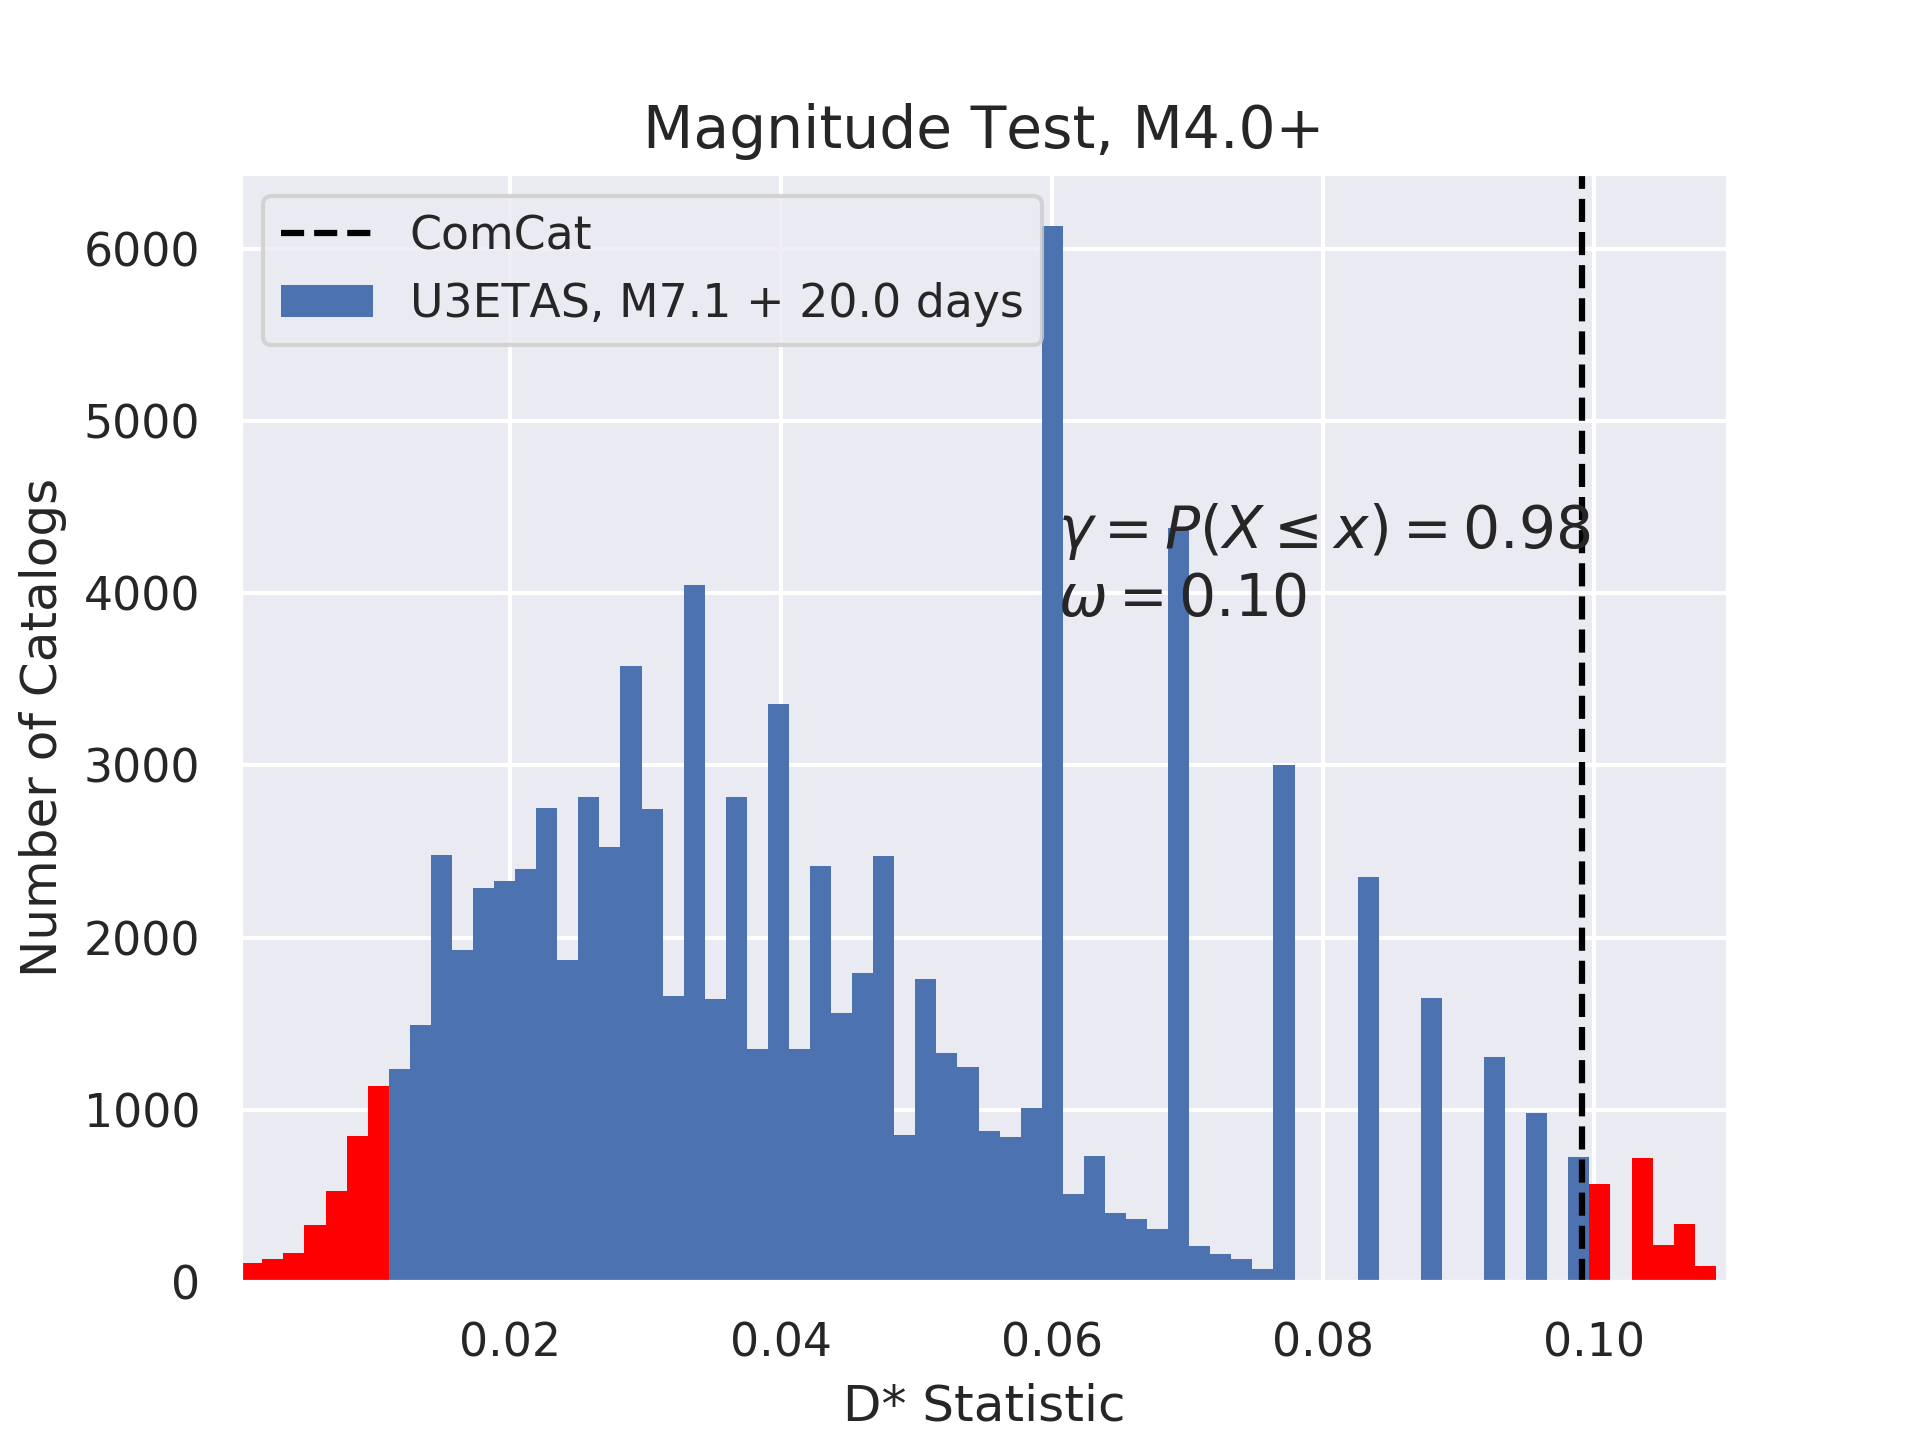 Magnitude Test, M4.0+
ComCat
U3ETAS, M7.1 + 20.0 days
γ = P(X ≤ x) = 0.98
ω = 0.10
Number of Catalogs
6000
5000
4000
3000
2000
1000
0
0.02 0.04 0.06 0.08 0.10
D* Statistic